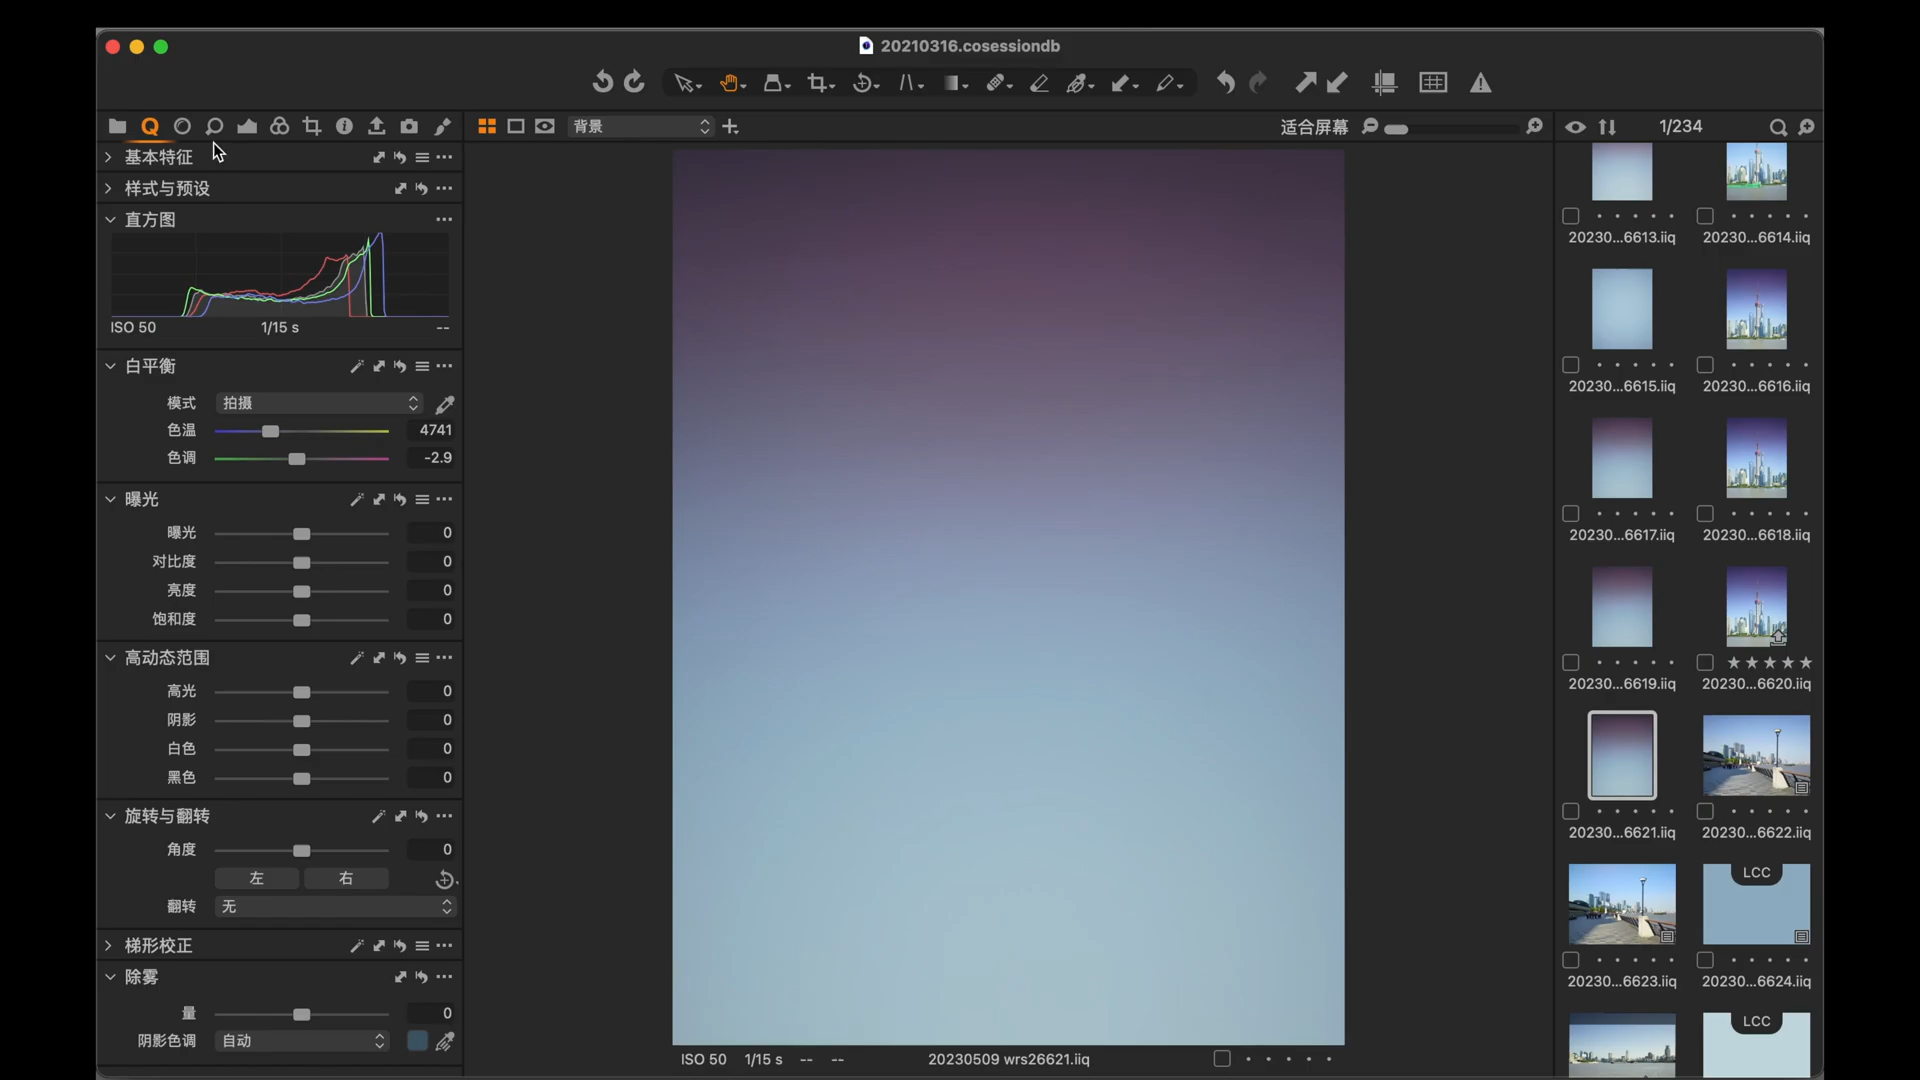 20210316.cosessiondb
背景
适合屏幕
1/234
基本特征
样式与预设
直方图
ISO 50 1/15 s --
白平衡
模式 拍摄
色温 4741
色调 -2.9
曝光
曝光 0
对比度 0
亮度 0
饱和度 0
高动态范围
高光 0
阴影 0
白色 0
黑色 0
旋转与翻转
角度 0
左 右
翻转 无
梯形校正
除雾
量 0
阴影色调 自动
ISO 50 1/15 s -- -- 20230509 wrs26621.iiq
20230...6613.iiq 20230...6614.iiq
20230...6615.iiq 20230...6616.iiq
20230...6617.iiq 20230...6618.iiq
20230...6619.iiq 20230...6620.iiq
20230...6621.iiq 20230...6622.iiq
LCC
20230...6623.iiq 20230...6624.iiq
LCC